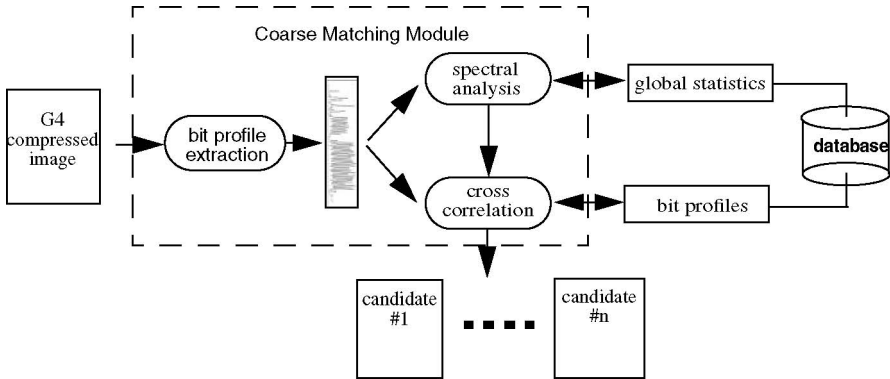 Coarse Matching Module
G4
compressed
image
bit profile
extraction
spectral
analysis
cross
correlation
global statistics
bit profiles
database
candidate
#1
candidate
#n